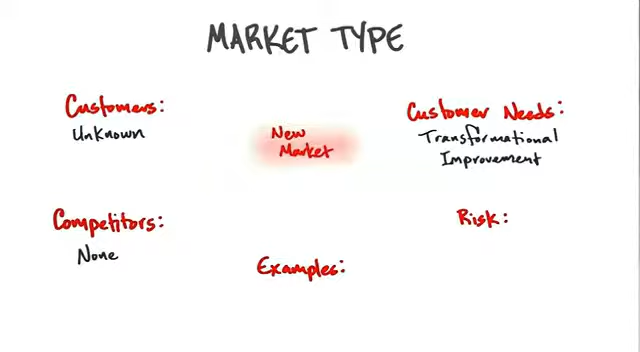 MARKET TYPE
Customers:
Unknown
New
Market
Customer Needs:
Transformational
Improvement
Competitors:
None
Risk:
Examples: